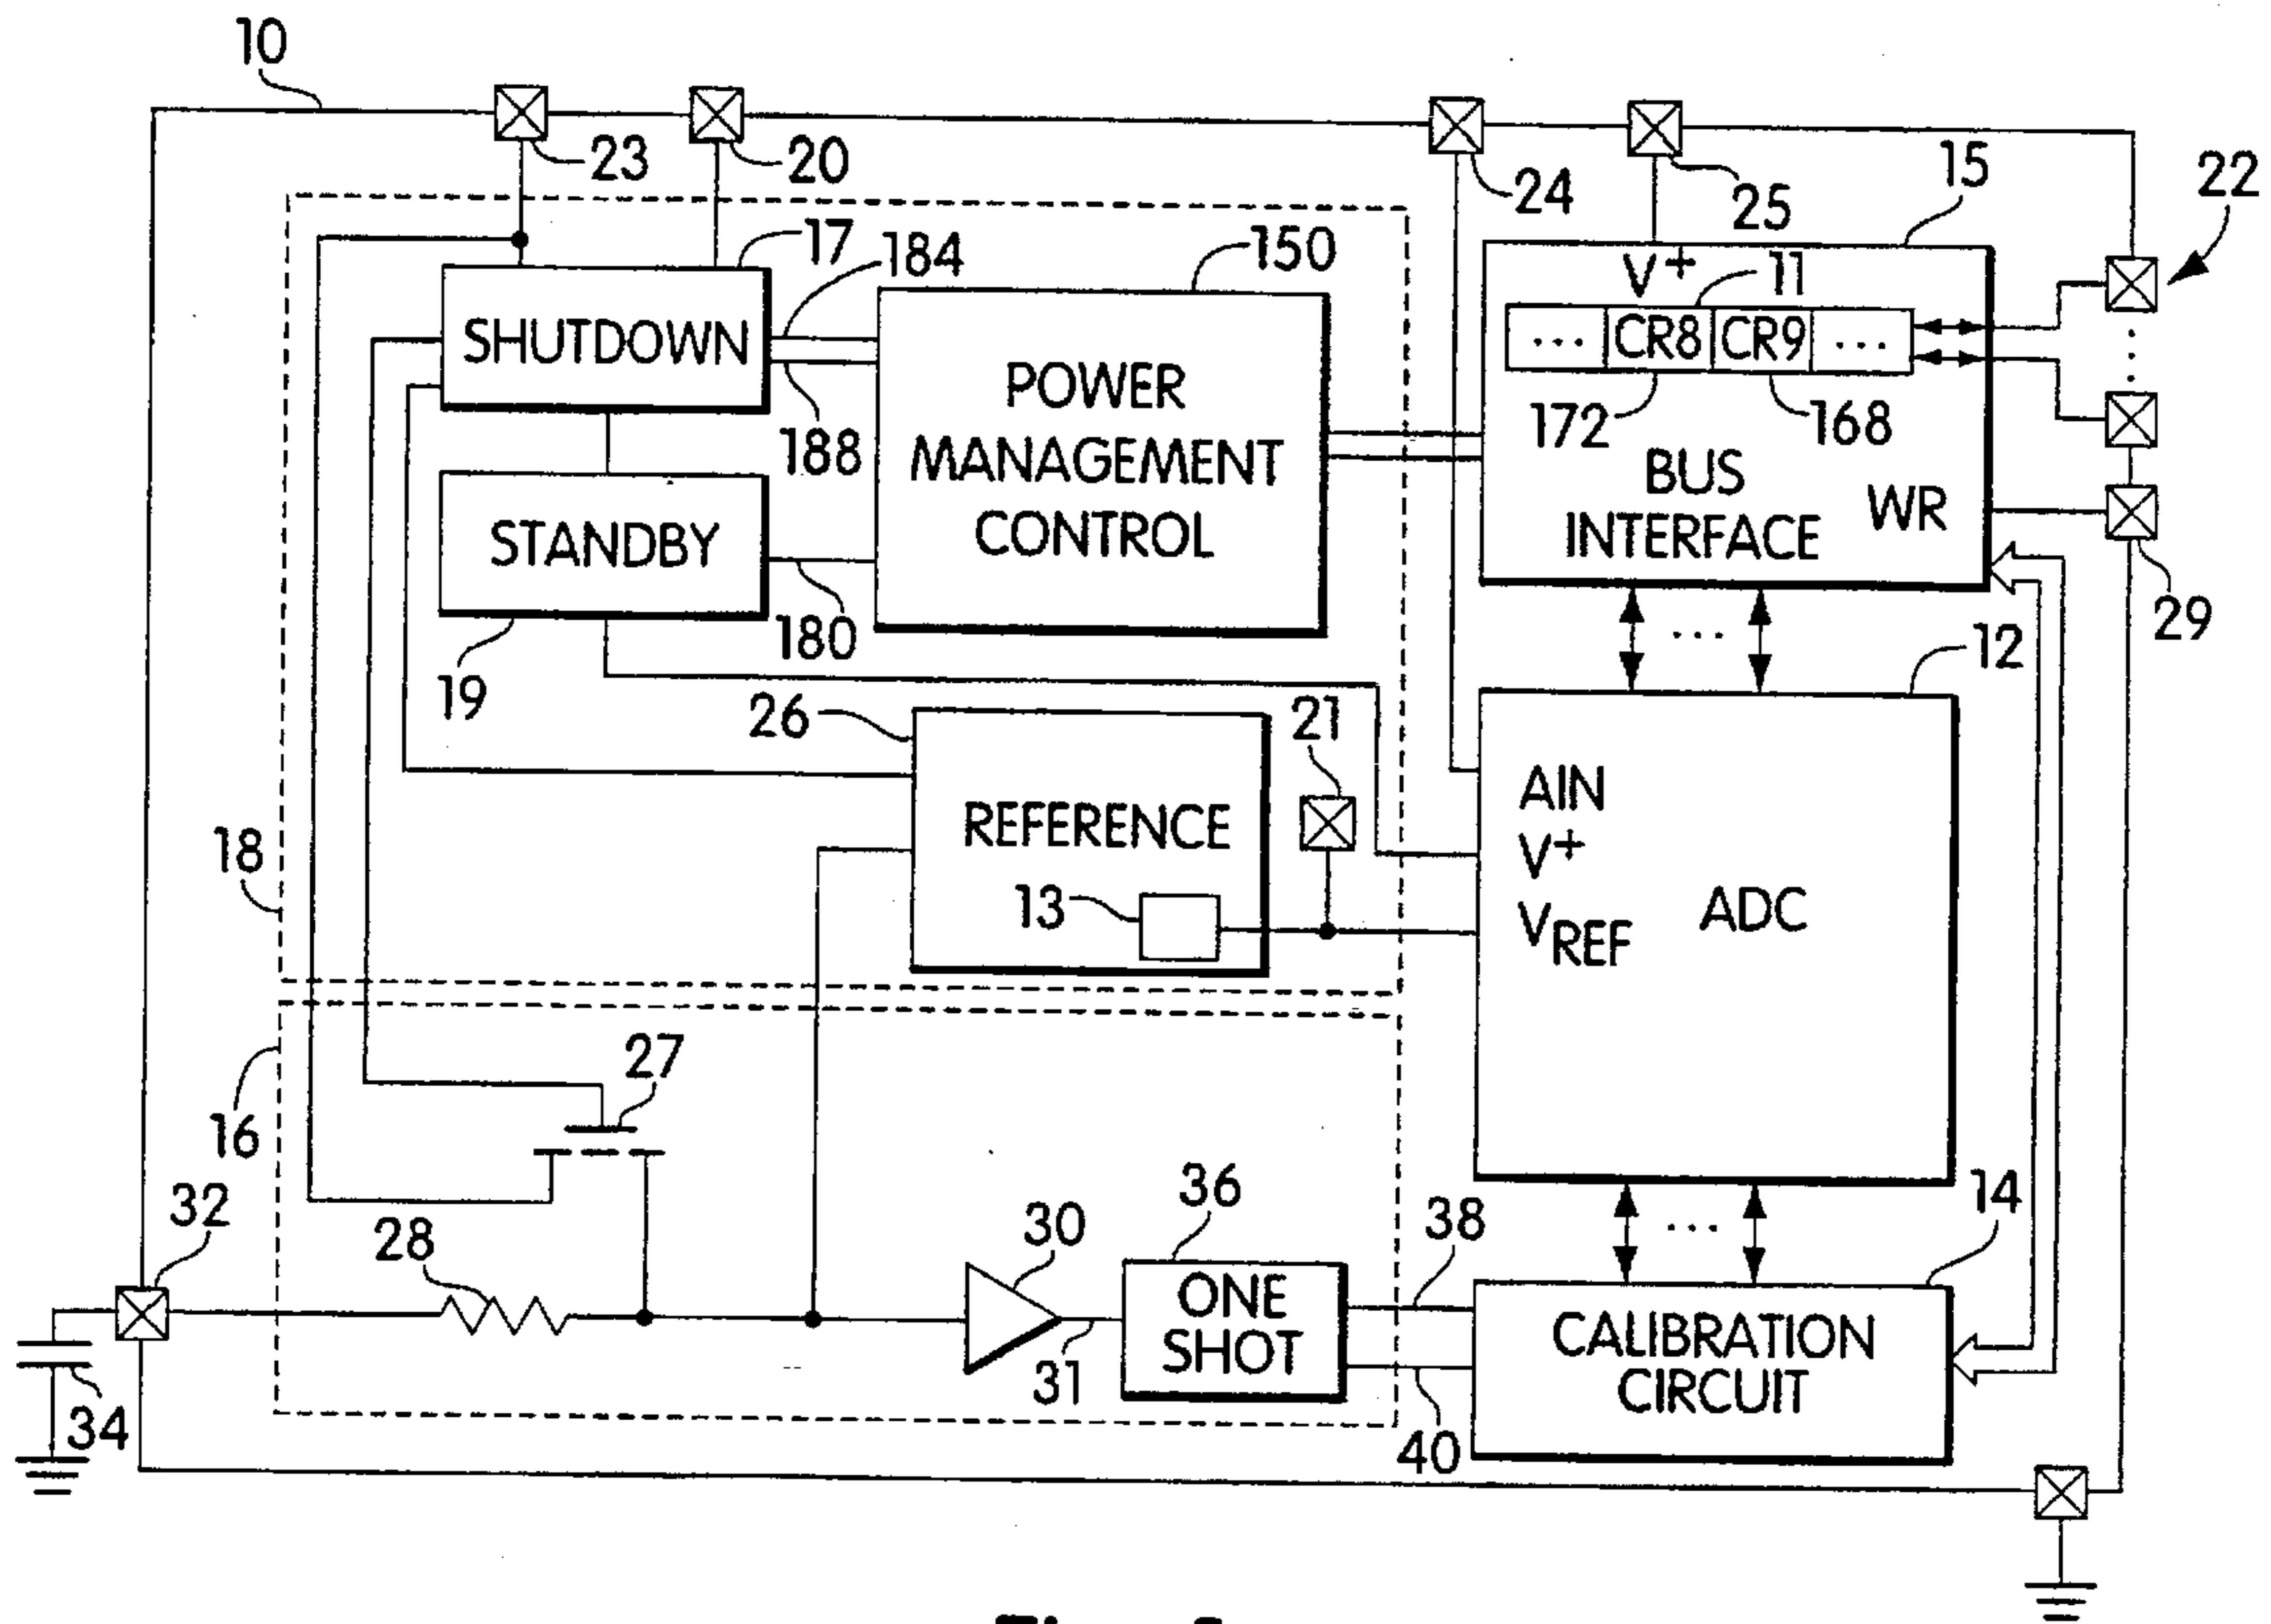 10
23
20
24
25
15
22
17
184
150
V+
11
SHUTDOWN
... CR8 CR9 ...
188
172
168
POWER
MANAGEMENT
CONTROL
BUS
INTERFACE
WR
STANDBY
180
19
29
12
...
26
21
REFERENCE
AIN
V+
VREF
ADC
13
18
27
16
32
28
30
36
38
14
...
ONE
SHOT
CALIBRATION
CIRCUIT
31
34
40